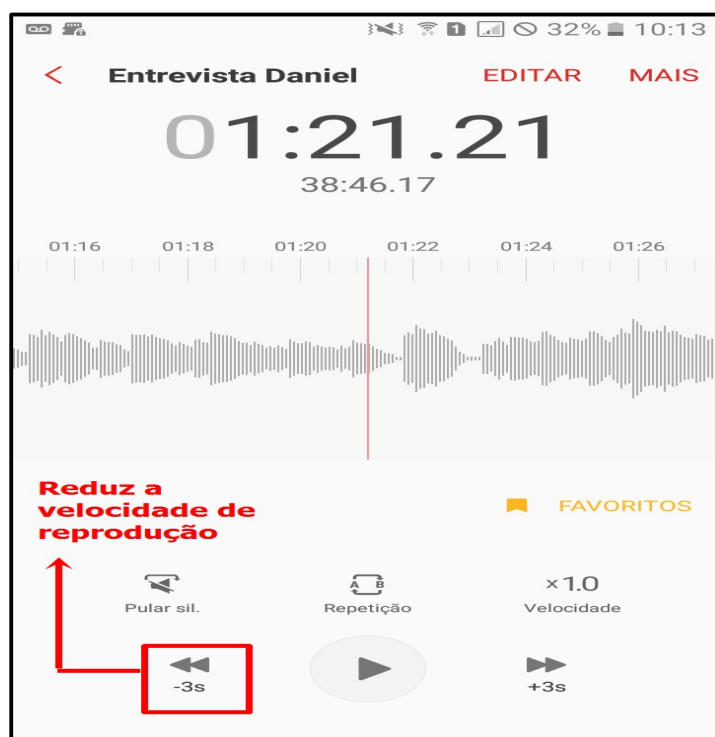 1 32% 10:13
< Entrevista Daniel EDITAR MAIS
01:21.21
38:46.17
01:16 01:18 01:20 01:22 01:24 01:26
Reduz a
velocidade de
reprodução
FAVORITOS
A B ×1.0
Pular sil. Repetição Velocidade
-3s +3s